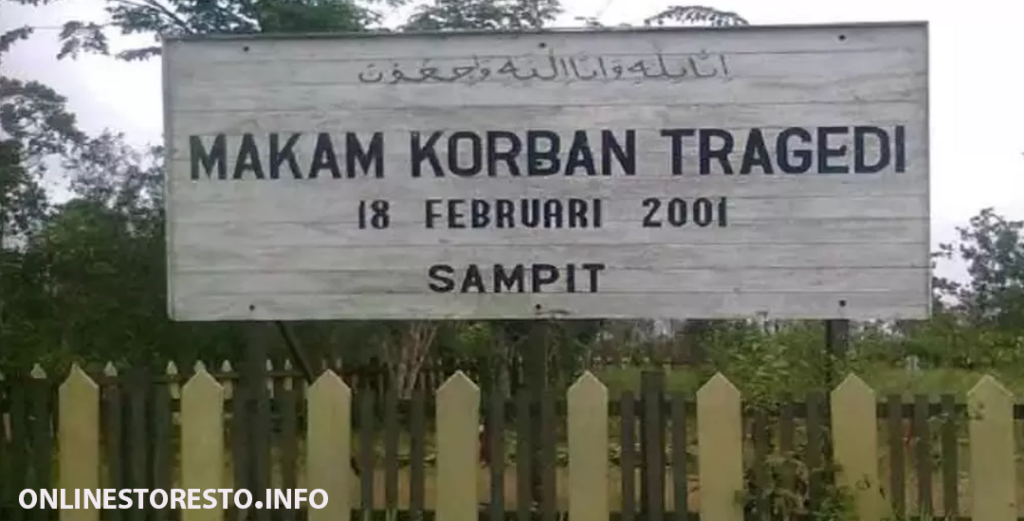 انا لله وانا اليه راجعون
MAKAM KORBAN TRAGEDI
18 FEBRUARI 2001
SAMPIT
ONLINESTORESTO.INFO